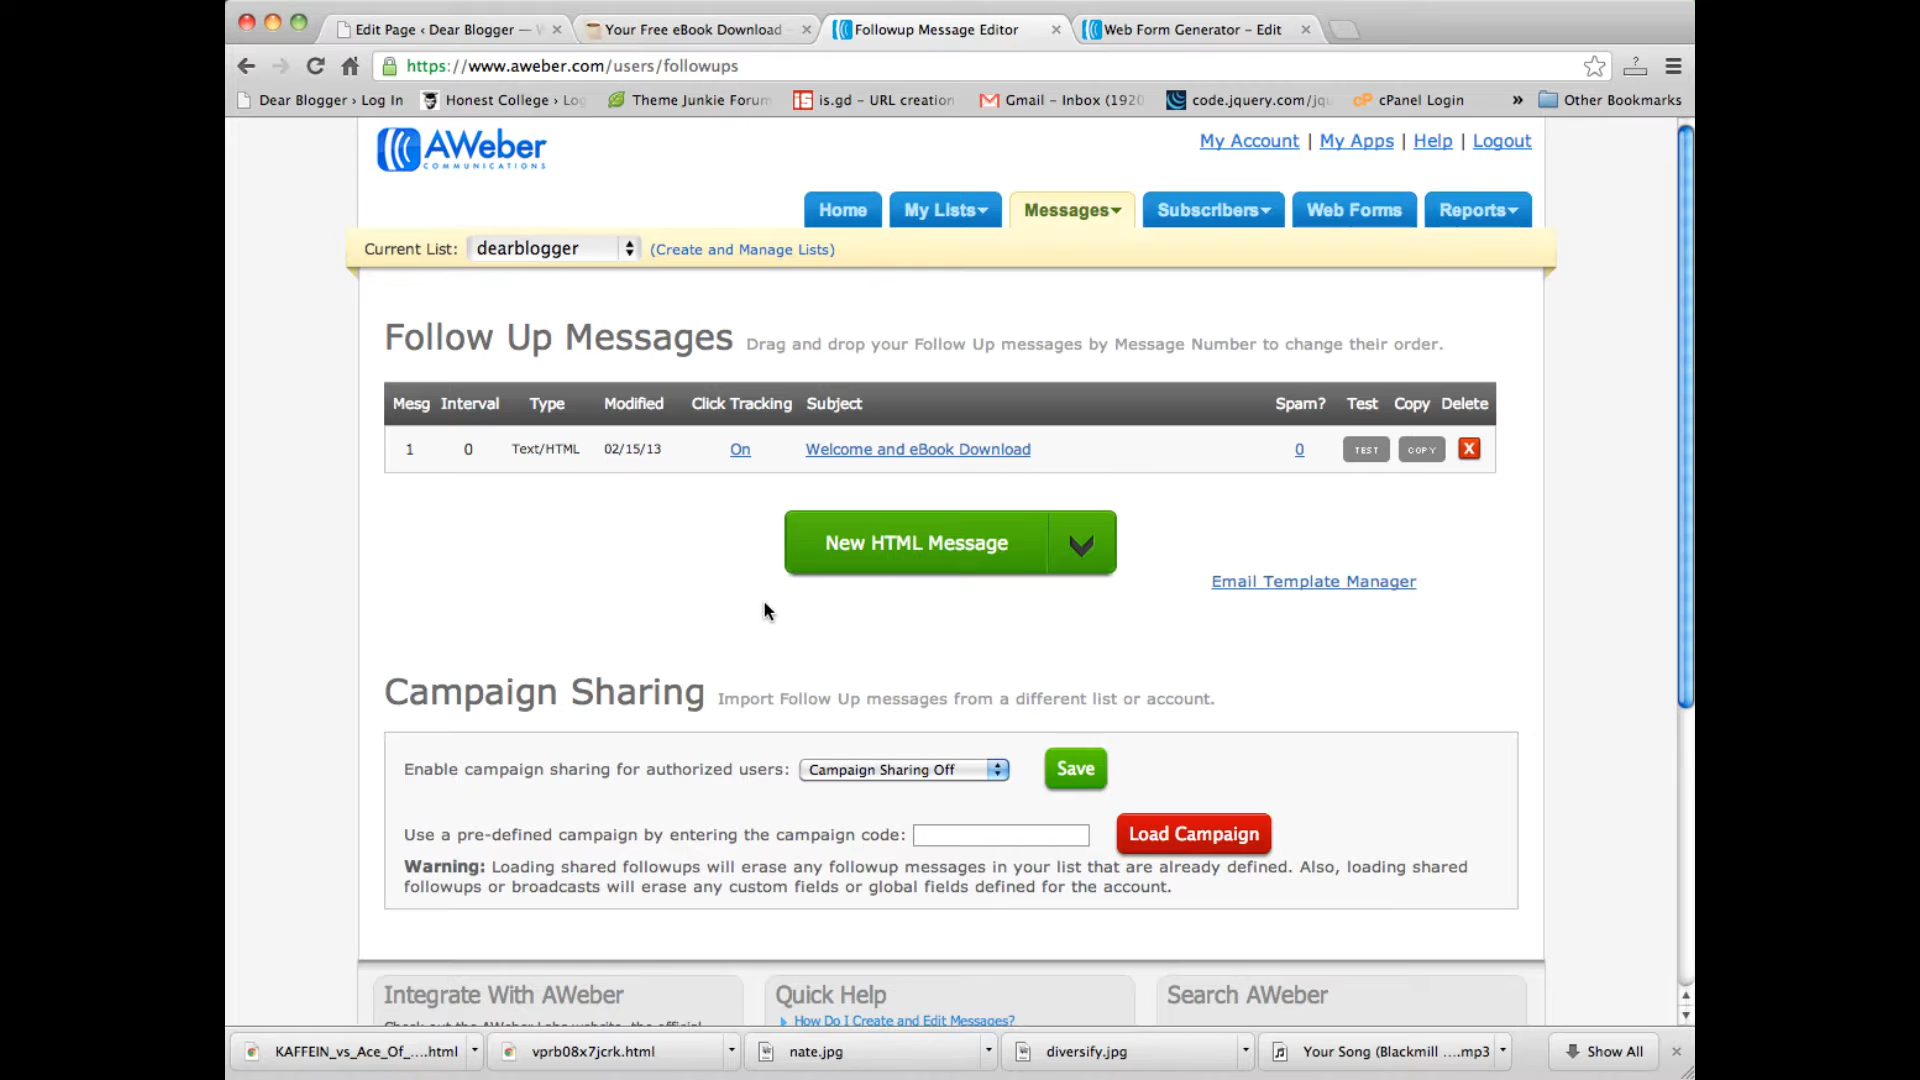 Edit Page ‹ Dear Blogger —
Your Free eBook Download
Followup Message Editor
Web Form Generator – Edit
https://www.aweber.com/users/followups
Dear Blogger › Log In
Honest College › Log
Theme Junkie Forum
is.gd – URL creation
Gmail – Inbox (1920
code.jquery.com/jqu
cPanel Login
»
Other Bookmarks
AWeber
COMMUNICATIONS
My Account | My Apps | Help | Logout
Home
My Lists
Messages
Subscribers
Web Forms
Reports
Current List: dearblogger (Create and Manage Lists)
Follow Up Messages Drag and drop your Follow Up messages by Message Number to change their order.
Mesg Interval Type Modified Click Tracking Subject Spam? Test Copy Delete
1 0 Text/HTML 02/15/13 On Welcome and eBook Download 0 TEST COPY X
New HTML Message
Email Template Manager
Campaign Sharing Import Follow Up messages from a different list or account.
Enable campaign sharing for authorized users: Campaign Sharing Off Save
Use a pre-defined campaign by entering the campaign code: Load Campaign
Warning: Loading shared followups will erase any followup messages in your list that are already defined. Also, loading shared
followups or broadcasts will erase any custom fields or global fields defined for the account.
Integrate With AWeber
Quick Help
Search AWeber
Check out the AWeber Labs website, the official
How Do I Create and Edit Messages?
KAFFEIN_vs_Ace_Of_....html
vprb08x7jcrk.html
nate.jpg
diversify.jpg
Your Song (Blackmill ....mp3
Show All